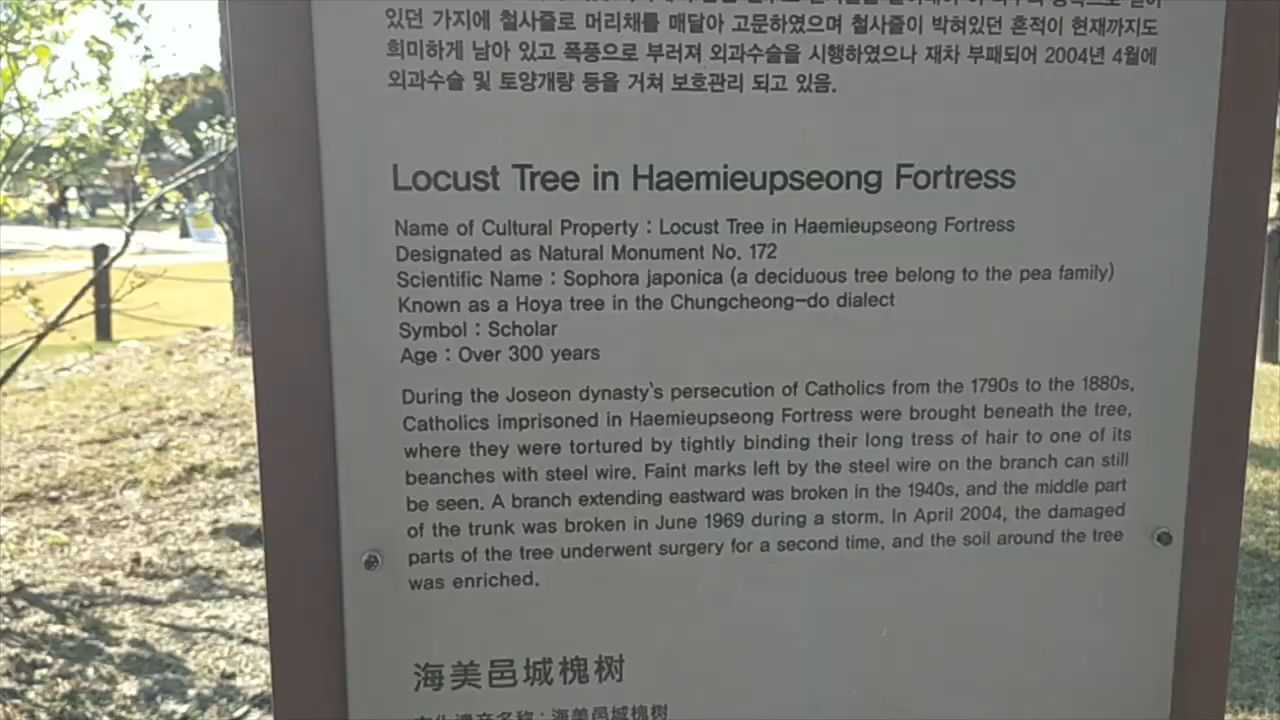 있던 가지에 철사줄로 머리채를 매달아 고문하였으며 철사줄이 박혀있던 흔적이 현재까지도
희미하게 남아 있고 폭풍으로 부러져 외과수술을 시행하였으나 재차 부패되어 2004년 4월에
외과수술 및 토양개량 등을 거쳐 보호관리 되고 있음.
Locust Tree in Haemieupseong Fortress
Name of Cultural Property : Locust Tree in Haemieupseong Fortress
Designated as Natural Monument No. 172
Scientific Name : Sophora japonica (a deciduous tree belong to the pea family)
Known as a Hoya tree in the Chungcheong-do dialect
Symbol : Scholar
Age : Over 300 years
During the Joseon dynasty's persecution of Catholics from the 1790s to the 1880s,
Catholics imprisoned in Haemieupseong Fortress were brought beneath the tree,
where they were tortured by tightly binding their long tress of hair to one of its
beanches with steel wire. Faint marks left by the steel wire on the branch can still
be seen. A branch extending eastward was broken in the 1940s, and the middle part
of the trunk was broken in June 1969 during a storm. In April 2004, the damaged
parts of the tree underwent surgery for a second time, and the soil around the tree
was enriched.
海美邑城槐树
文化遗产名称 : 海美邑城槐树